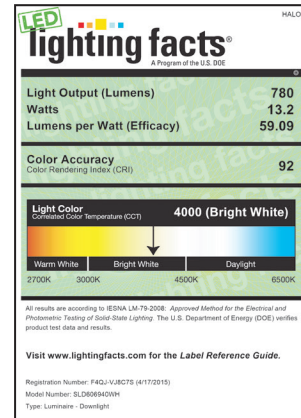 HALO
LED
lighting facts®
A Program of the U.S. DOE
Light Output (Lumens) 780
Watts 13.2
Lumens per Watt (Efficacy) 59.09
Color Accuracy
Color Rendering Index (CRI) 92
Light Color
Correlated Color Temperature (CCT) 4000 (Bright White)
Warm White Bright White Daylight
2700K 3000K 4500K 6500K
All results are according to IESNA LM-79-2008: Approved Method for the Electrical and
Photometric Testing of Solid-State Lighting. The U.S. Department of Energy (DOE) verifies
product test data and results.
Visit www.lightingfacts.com for the Label Reference Guide.
Registration Number: F4QJ-VJ8C7S (4/17/2015)
Model Number: SLD606940WH
Type: Luminaire - Downlight